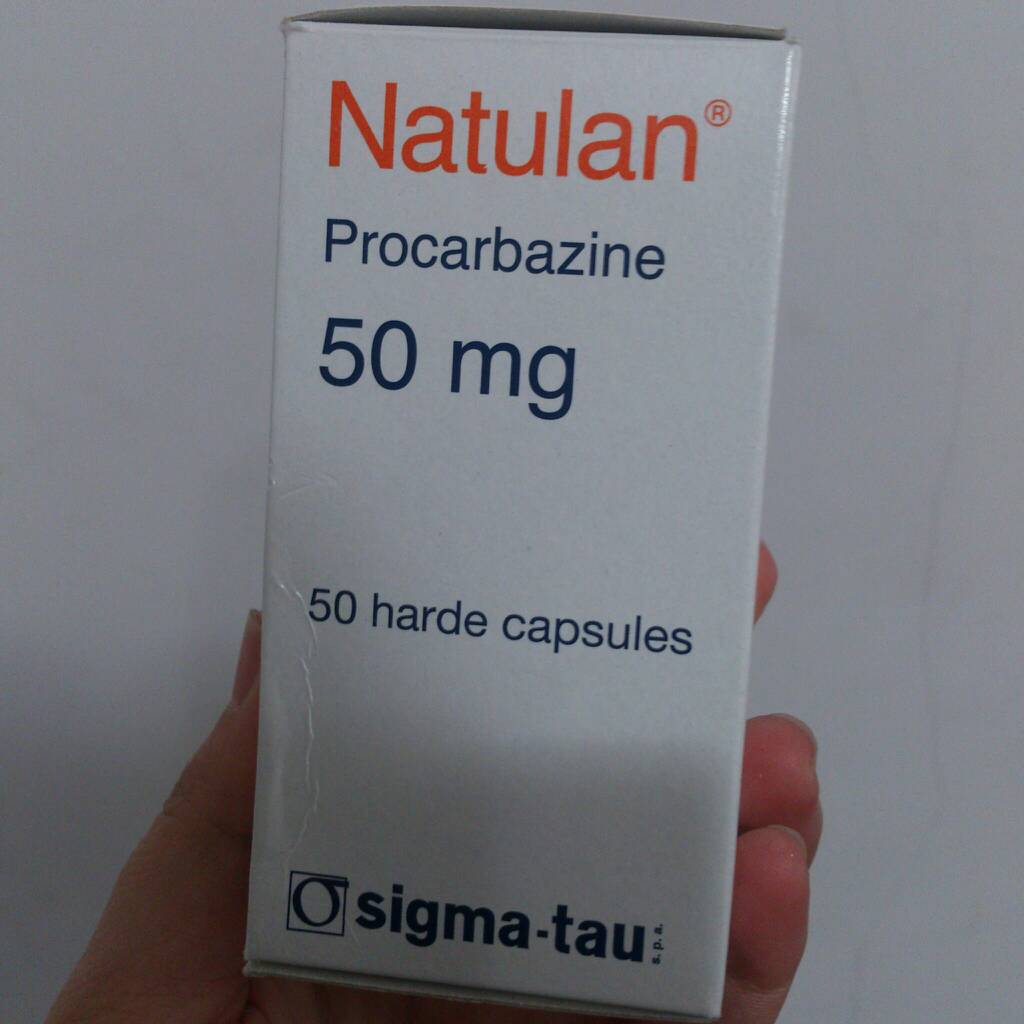 Natulan®
Procarbazine
50 mg
50 harde capsules
sigma-tau s.p.a.